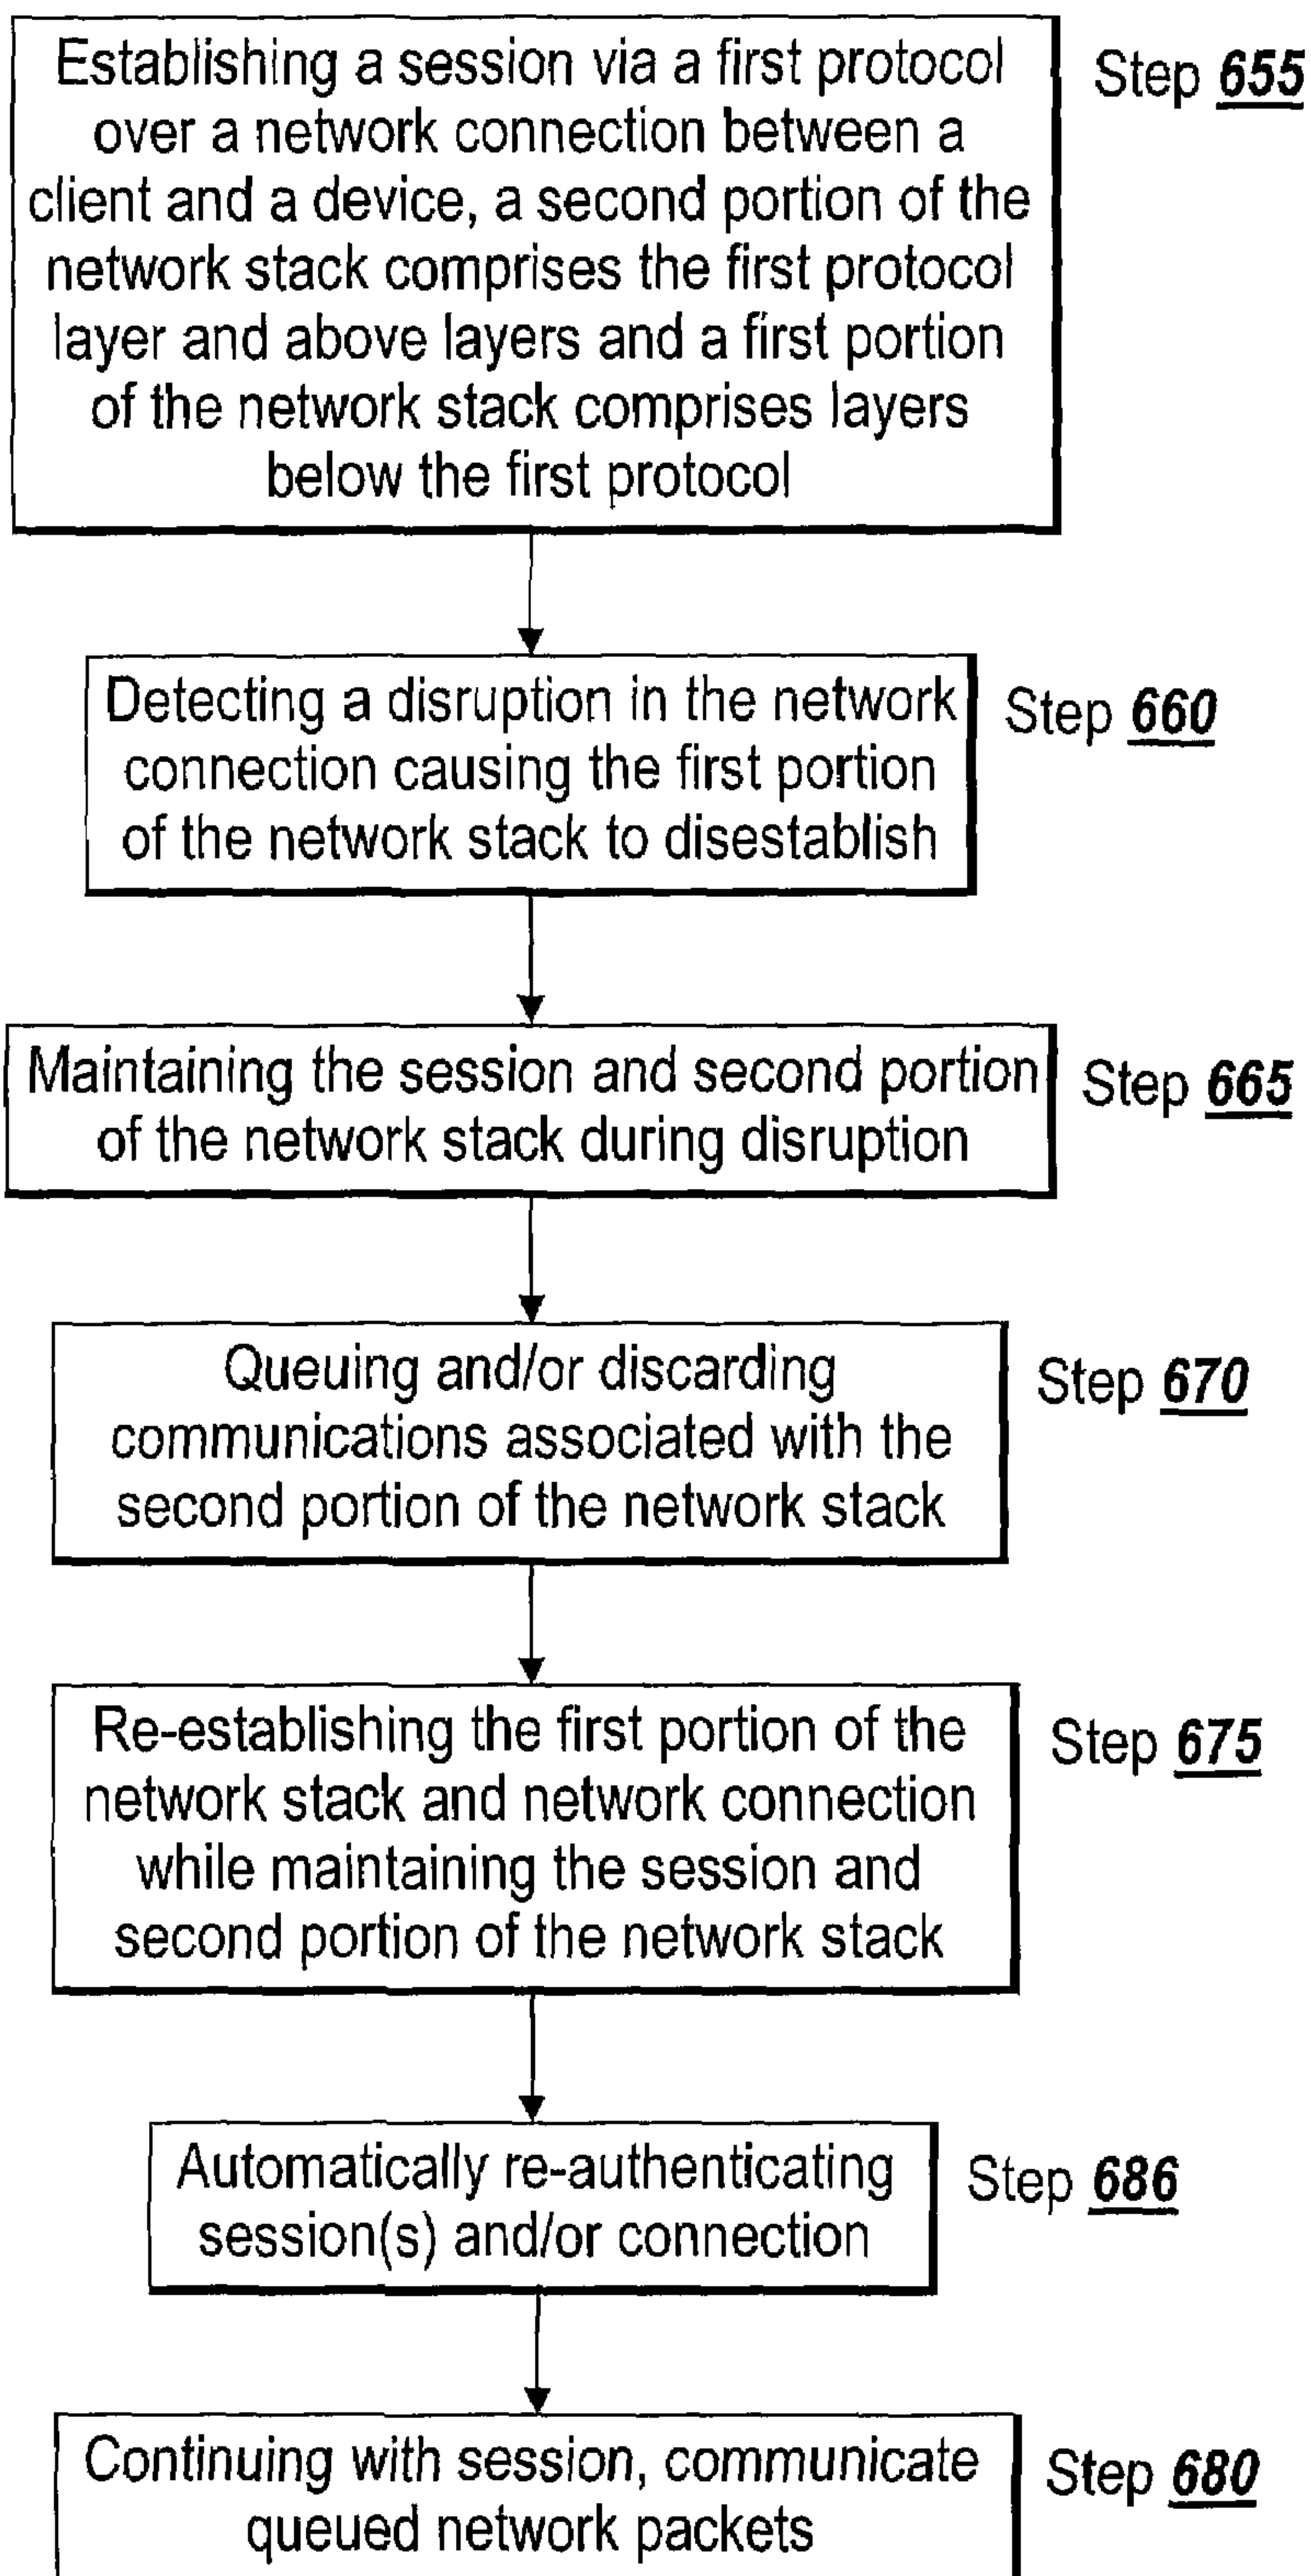 Establishing a session via a first protocol
over a network connection between a
client and a device, a second portion of the
network stack comprises the first protocol
layer and above layers and a first portion
of the network stack comprises layers
below the first protocol
Step 655
Detecting a disruption in the network
connection causing the first portion
of the network stack to disestablish
Step 660
Maintaining the session and second portion
of the network stack during disruption
Step 665
Queuing and/or discarding
communications associated with the
second portion of the network stack
Step 670
Re-establishing the first portion of the
network stack and network connection
while maintaining the session and
second portion of the network stack
Step 675
Automatically re-authenticating
session(s) and/or connection
Step 686
Continuing with session, communicate
queued network packets
Step 680